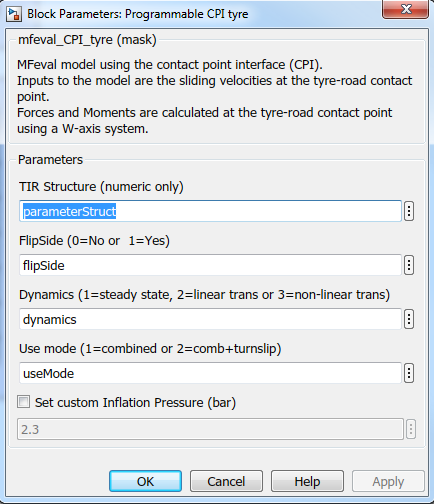 Block Parameters: Programmable CPI tyre
mfeval_CPI_tyre (mask)
MFeval model using the contact point interface (CPI).
Inputs to the model are the sliding velocities at the tyre-road contact
point.
Forces and Moments are calculated at the tyre-road contact point
using a W-axis system.
Parameters
TIR Structure (numeric only)
parameterStruct
FlipSide (0=No or  1=Yes)
flipSide
Dynamics (1=steady state, 2=linear trans or 3=non-linear trans)
dynamics
Use mode (1=combined or 2=comb+turnslip)
useMode
Set custom Inflation Pressure (bar)
2.3
OK Cancel Help Apply